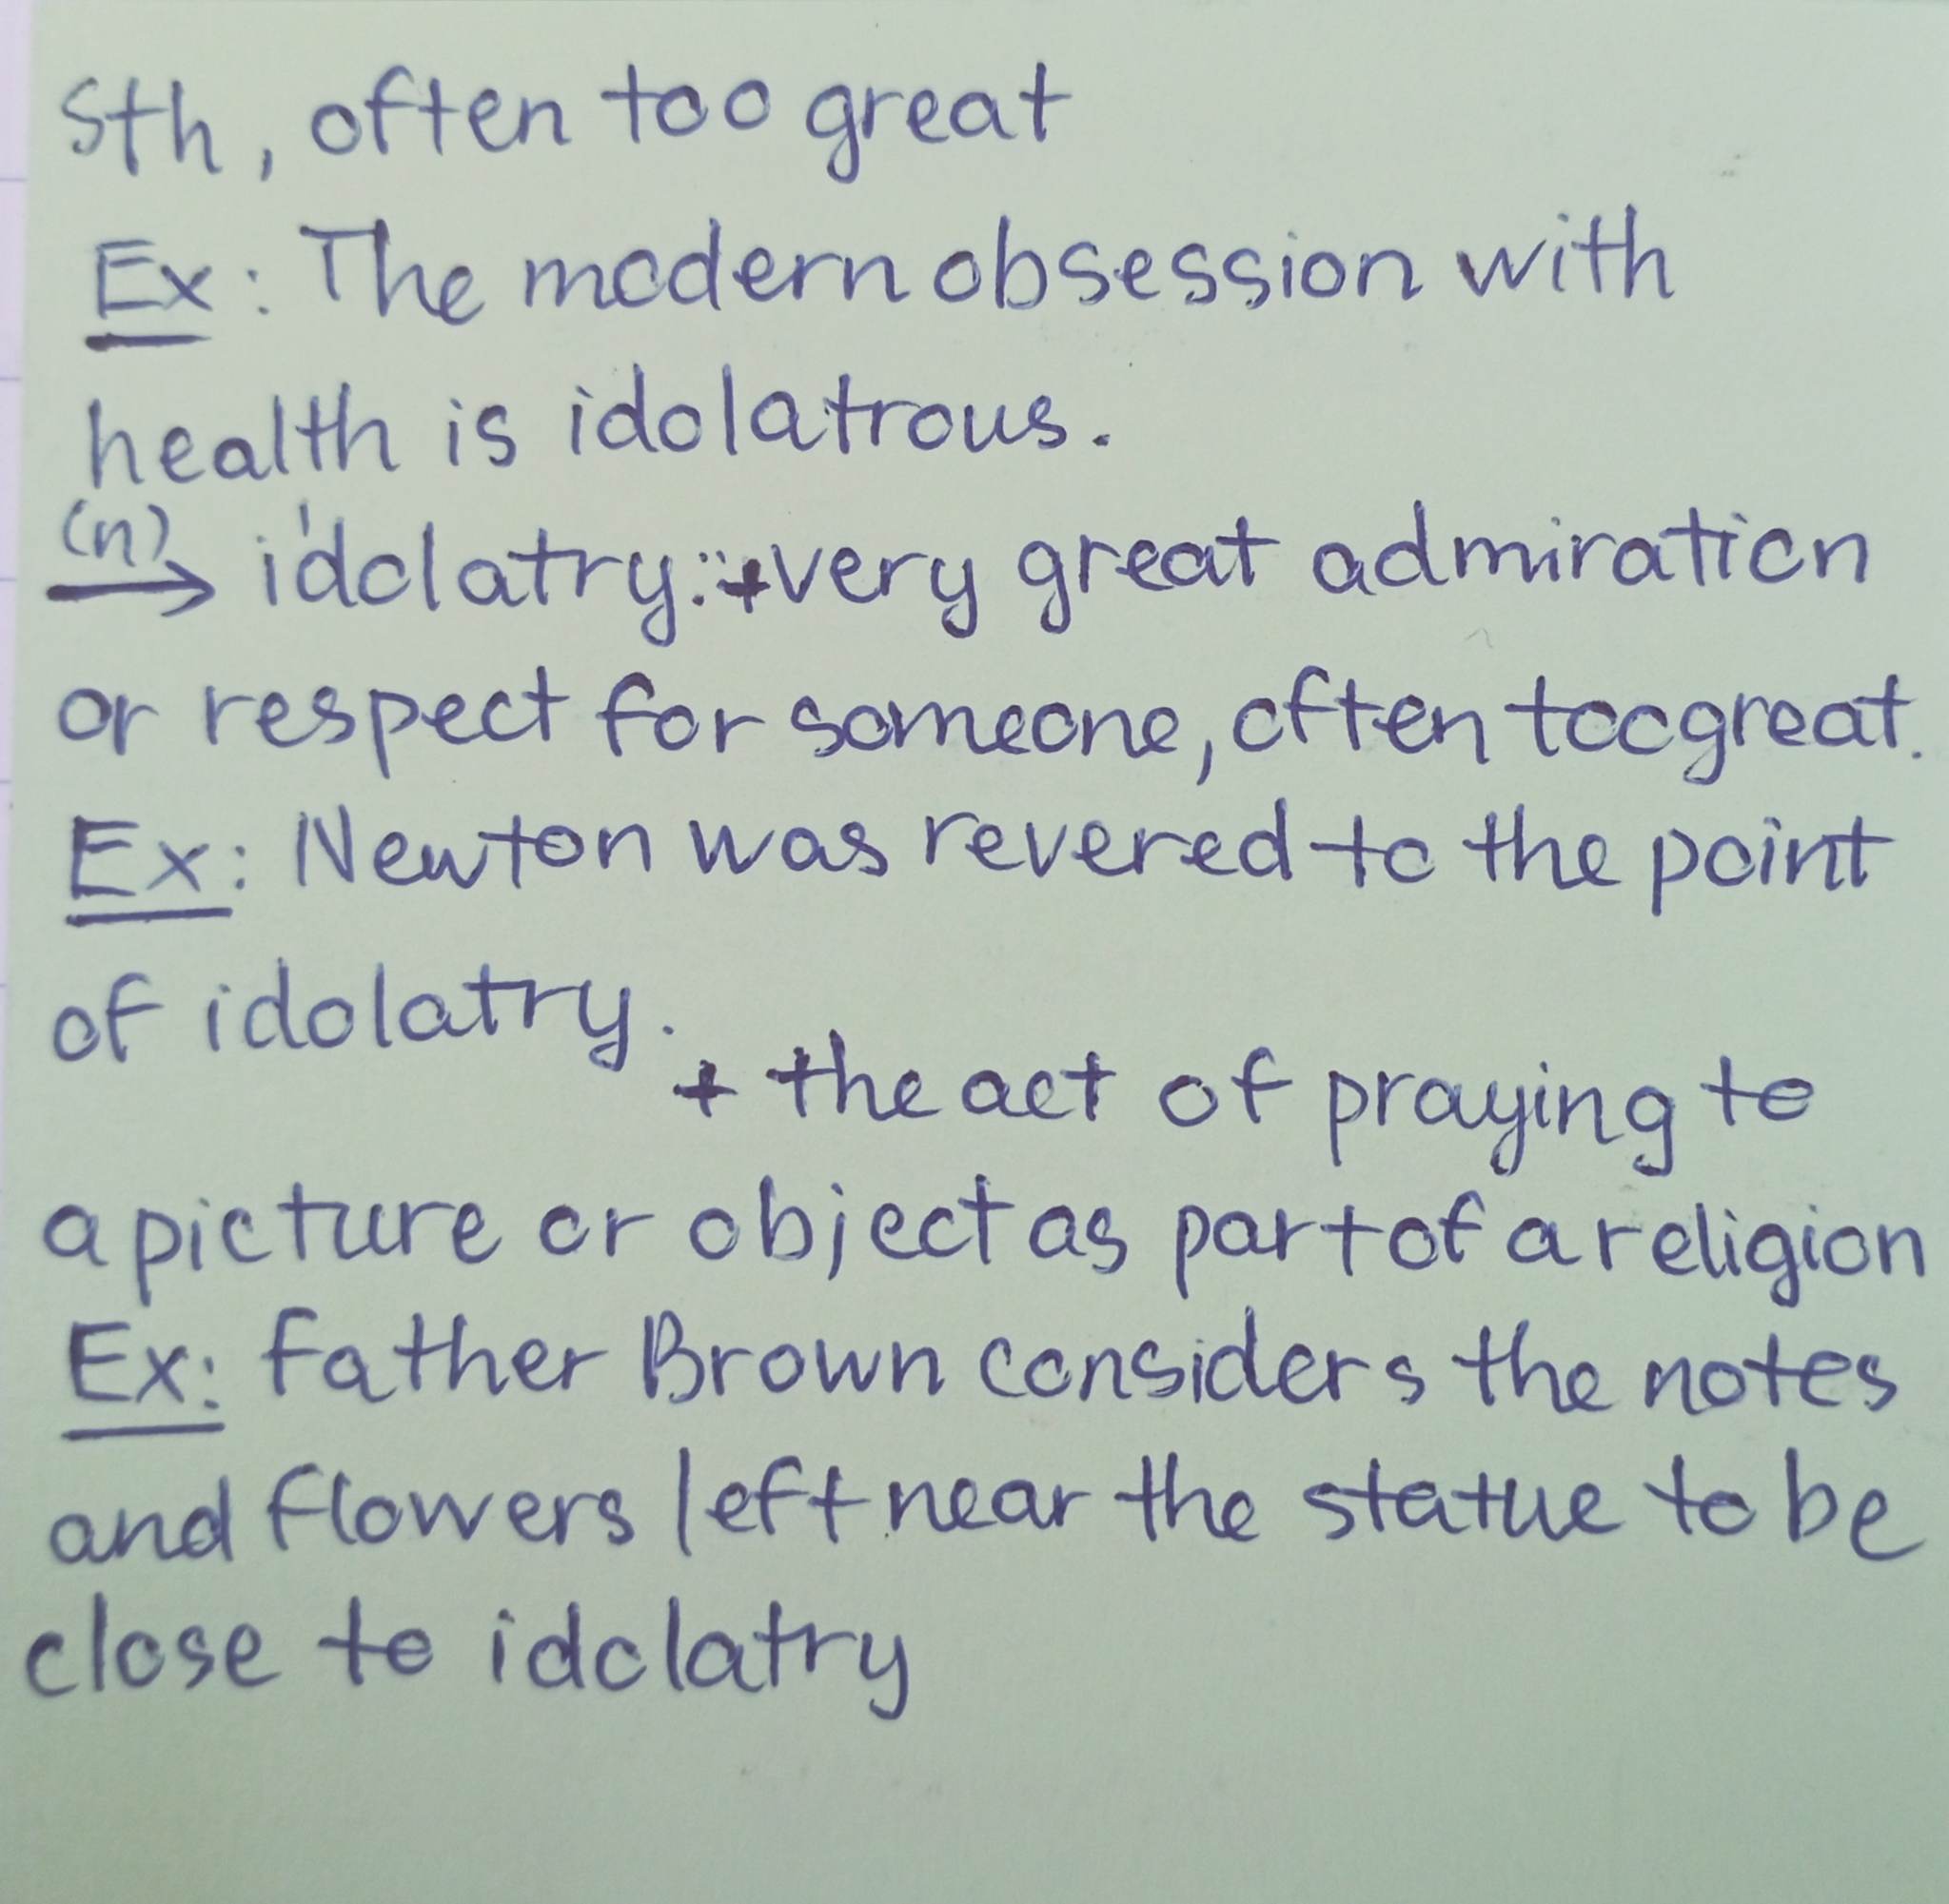 sth, often too great
Ex: The modern obsession with
health is idolatrous.
(n)
→ i'dolatry: + very great admiration
or respect for someone, often too great.
Ex: Newton was revered to the point
of idolatry.
+ the act of praying to
a picture or object as part of a religion
Ex: Father Brown considers the notes
and flowers left near the statue to be
close to idolatry